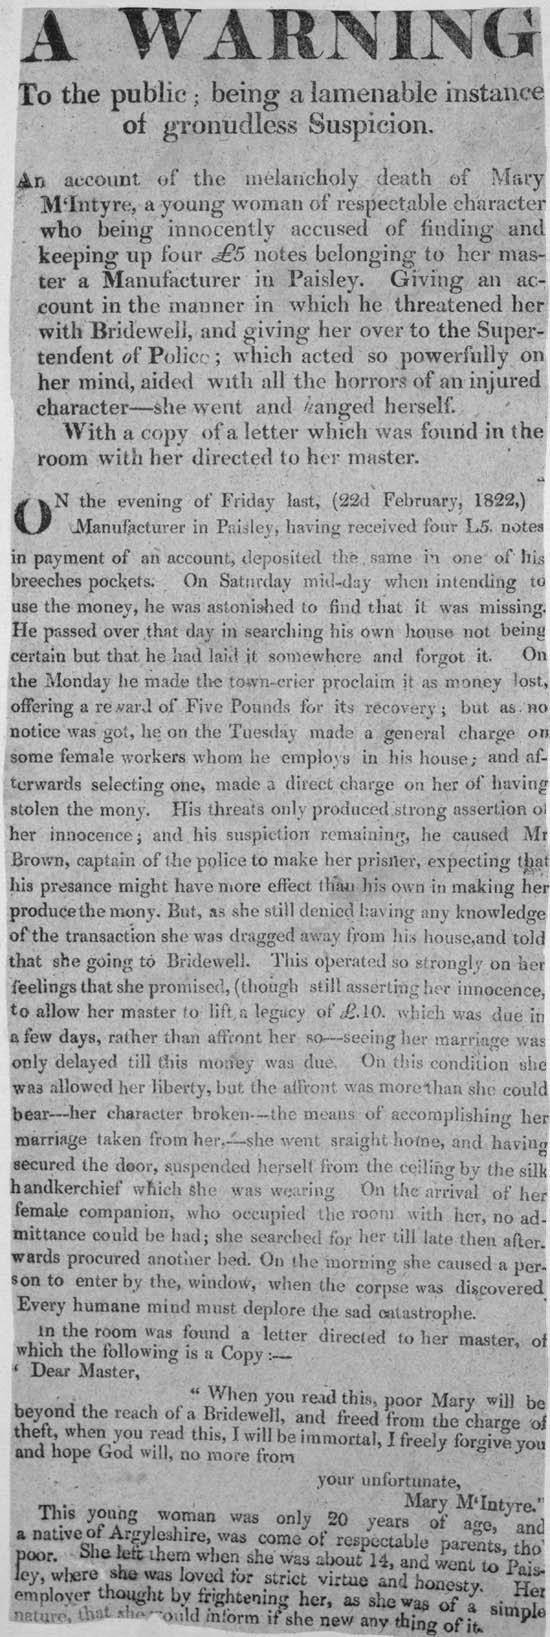 A WARNING
To the public; being a lamenable instance
of gronudless Suspicion.
An account of the melancholy death of Mary
M'Intyre, a young woman of respectable character
who being innocently accused of finding and
keeping up four £5 notes belonging to her mas-
ter a Manufacturer in Paisley. Giving an ac-
count in the manner in which he threatened her
with Bridewell, and giving her over to the Super-
tendent of Police; which acted so powerfully on
her mind, aided with all the horrors of an injured
character—she went and hanged herself.
With a copy of a letter which was found in the
room with her directed to her master.
ON the evening of Friday last, (22d February, 1822,)
Manufacturer in Paisley, having received four L5. notes
in payment of an account, deposited the same in one of his
breeches pockets. On Saturday mid-day when intending to
use the money, he was astonished to find that it was missing.
He passed over that day in searching his own house not being
certain but that he had laid it somewhere and forgot it. On
the Monday he made the town-crier proclaim it as money lost,
offering a reward of Five Pounds for its recovery; but as no
notice was got, he on the Tuesday made a general charge on
some female workers whom he employs in his house; and af-
terwards selecting one, made a direct charge on her of having
stolen the mony. His threats only produced strong assertion of
her innocence; and his suspiction remaining, he caused Mr
Brown, captain of the police to make her prisner, expecting that
his presance might have more effect than his own in making her
produce the mony. But, as she still denied having any knowledge
of the transaction she was dragged away from his house, and told
that she going to Bridewell. This operated so strongly on her
feelings that she promised, (though still asserting her innocence,
to allow her master to lift a legacy of £.10. which was due in
a few days, rather than affront her so—seeing her marriage was
only delayed till this money was due. On this condition she
was allowed her liberty, but the affront was more than she could
bear---her character broken---the means of accomplishing her
marriage taken from her,—she went sraight home, and having
secured the door, suspended herself from the ceiling by the silk
handkerchief which she was wearing On the arrival of her
female companion, who occupied the room with her, no ad-
mittance could be had; she searched for her till late then after-
wards procured another bed. On the morning she caused a per-
son to enter by the, window, when the corpse was discovered
Every humane mind must deplore the sad catastrophe.
In the room was found a letter directed to her master, of
which the following is a Copy:—
' Dear Master,
" When you read this, poor Mary will be
beyond the reach of a Bridewell, and freed from the charge of
theft, when you read this, I will be immortal, I freely forgive you
and hope God will, no more from
your unfortunate,
Mary M'Intyre."
This young woman was only 20 years of age, and
a native of Argyleshire, was come of respectable parents, tho'
poor. She left them when she was about 14, and went to Pais-
ley, where she was loved for strict virtue and honesty. Her
employer thought by frightening her, as she was of a simple
nature, that she would inform if she new any thing of it.